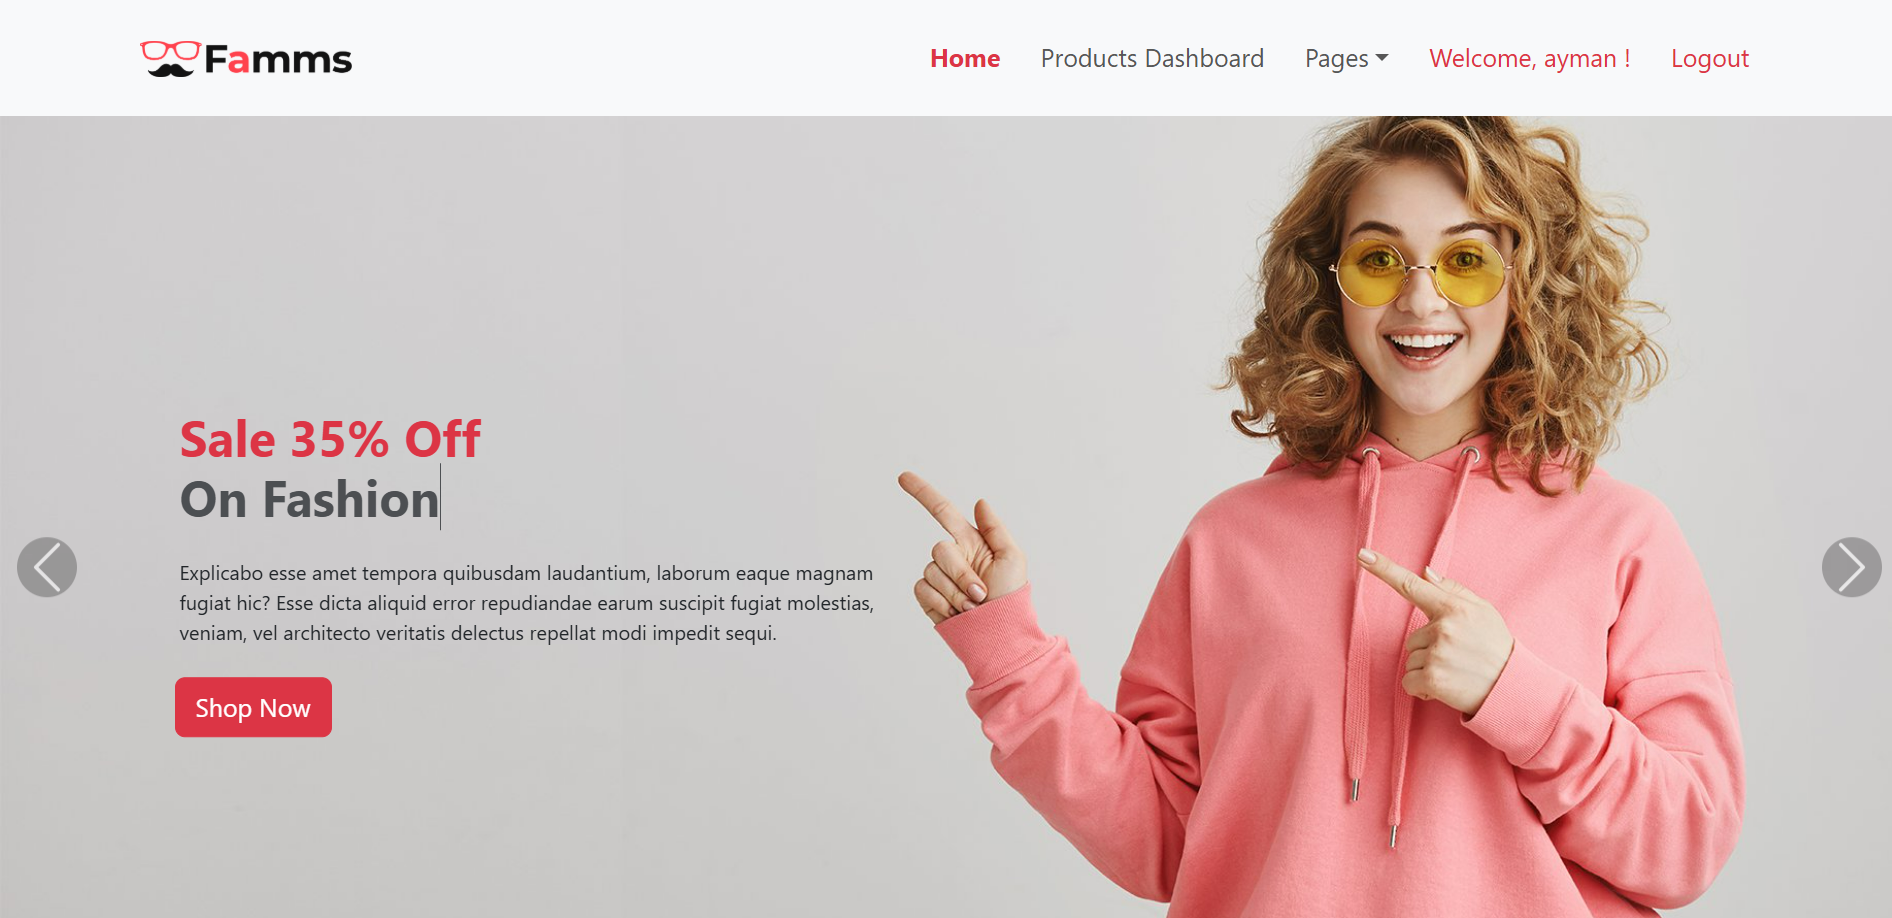 Famms
Home Products Dashboard Pages Welcome, ayman ! Logout
Sale 35% Off
On Fashion
Explicabo esse amet tempora quibusdam laudantium, laborum eaque magnam
fugiat hic? Esse dicta aliquid error repudiandae earum suscipit fugiat molestias,
veniam, vel architecto veritatis delectus repellat modi impedit sequi.
Shop Now